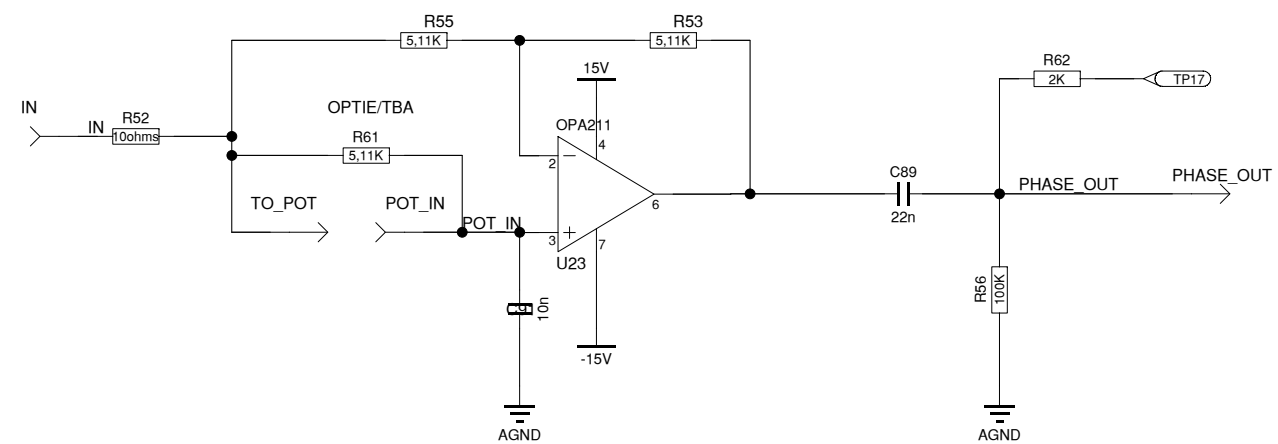 R55
5,11K
R53
5,11K
15V
R62
2K
TP17
IN
IN
R52
10ohms
OPTIE/TBA
R61
5,11K
OPA211
4
2
TO_POT
POT_IN
POT_IN
3
6
7
U23
C89
22n
PHASE_OUT
PHASE_OUT
10n
R56
100K
-15V
AGND
AGND